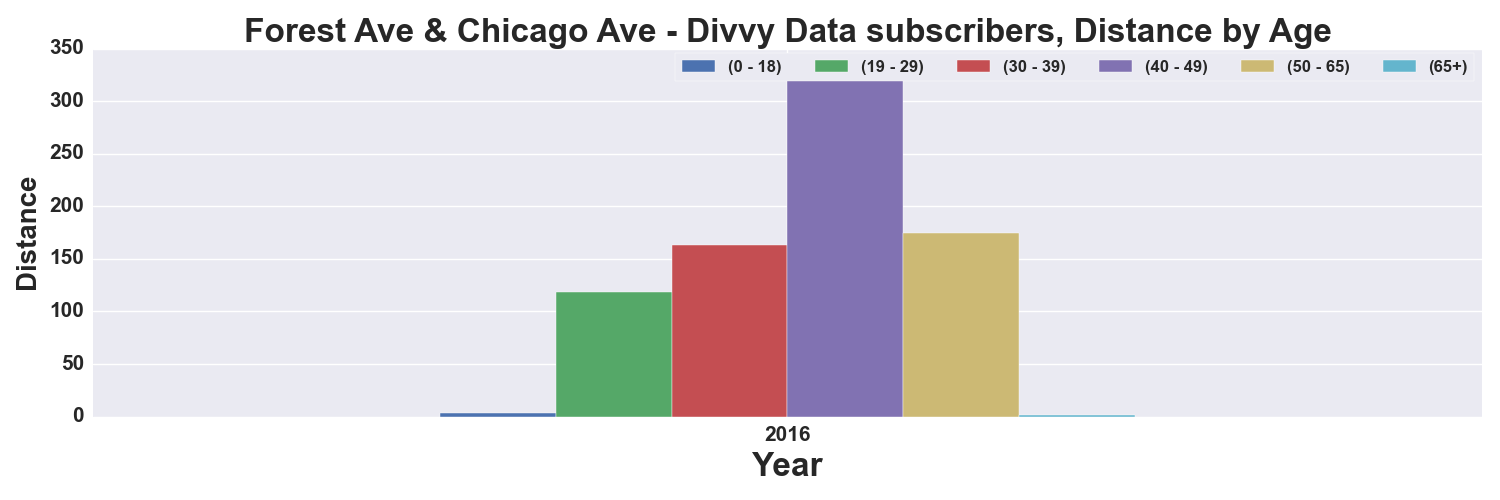 Forest Ave & Chicago Ave - Divvy Data subscribers, Distance by Age
(0 - 18) (19 - 29) (30 - 39) (40 - 49) (50 - 65) (65+)
Distance
350
300
250
200
150
100
50
0
2016
Year